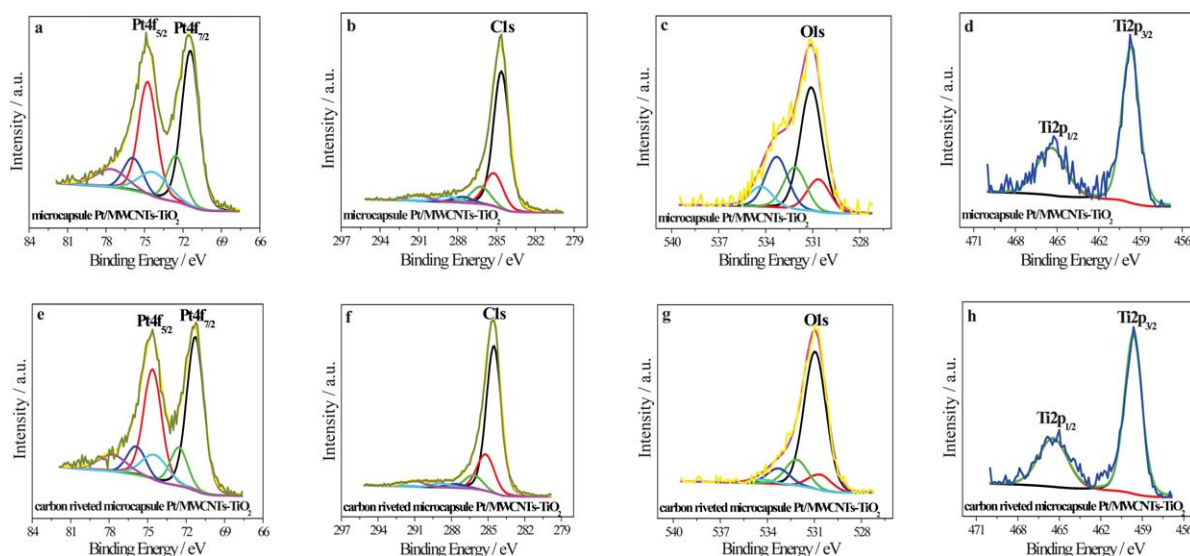 a
Pt4f5/2
Pt4f7/2
Intensity / a.u.
microcapsule Pt/MWCNTs-TiO2
84 81 78 75 72 69 66
Binding Energy / eV
b
C1s
Intensity / a.u.
microcapsule Pt/MWCNTs-TiO2
297 295 291 287 285 283 279
Binding Energy / eV
c
O1s
Intensity / a.u.
microcapsule Pt/MWCNTs-TiO2
540 537 534 531 528
Binding Energy / eV
d
Ti2p3/2
Ti2p1/2
Intensity / a.u.
microcapsule Pt/MWCNTs-TiO2
471 468 465 462 459 456
Binding Energy / eV
e
Pt4f5/2
Pt4f7/2
Intensity / a.u.
carbon riveted microcapsule Pt/MWCNTs-TiO2
84 81 78 75 72 69 66
Binding Energy / eV
f
C1s
Intensity / a.u.
carbon riveted microcapsule Pt/MWCNTs-TiO2
297 294 291 288 285 282 279
Binding Energy / eV
g
O1s
Intensity / a.u.
carbon riveted microcapsule Pt/MWCNTs-TiO2
540 537 534 531 528
Binding Energy / eV
h
Ti2p3/2
Ti2p1/2
Intensity / a.u.
carbon riveted microcapsule Pt/MWCNTs-TiO2
471 468 465 462 459 456
Binding Energy / eV